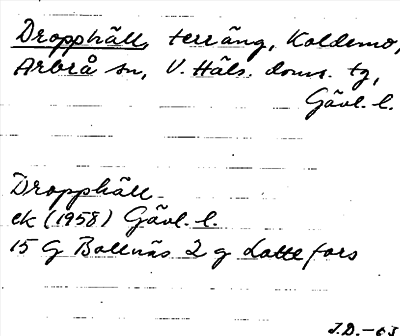 Dropphäll, terräng, Koldemo,
Arbrå sn, V. Häls. doms. tg,
Gävl. l.
Dropphäll
ek (1958) Gävl. l.
15 G Bollnäs 2 g Lottefors
J.D.-63